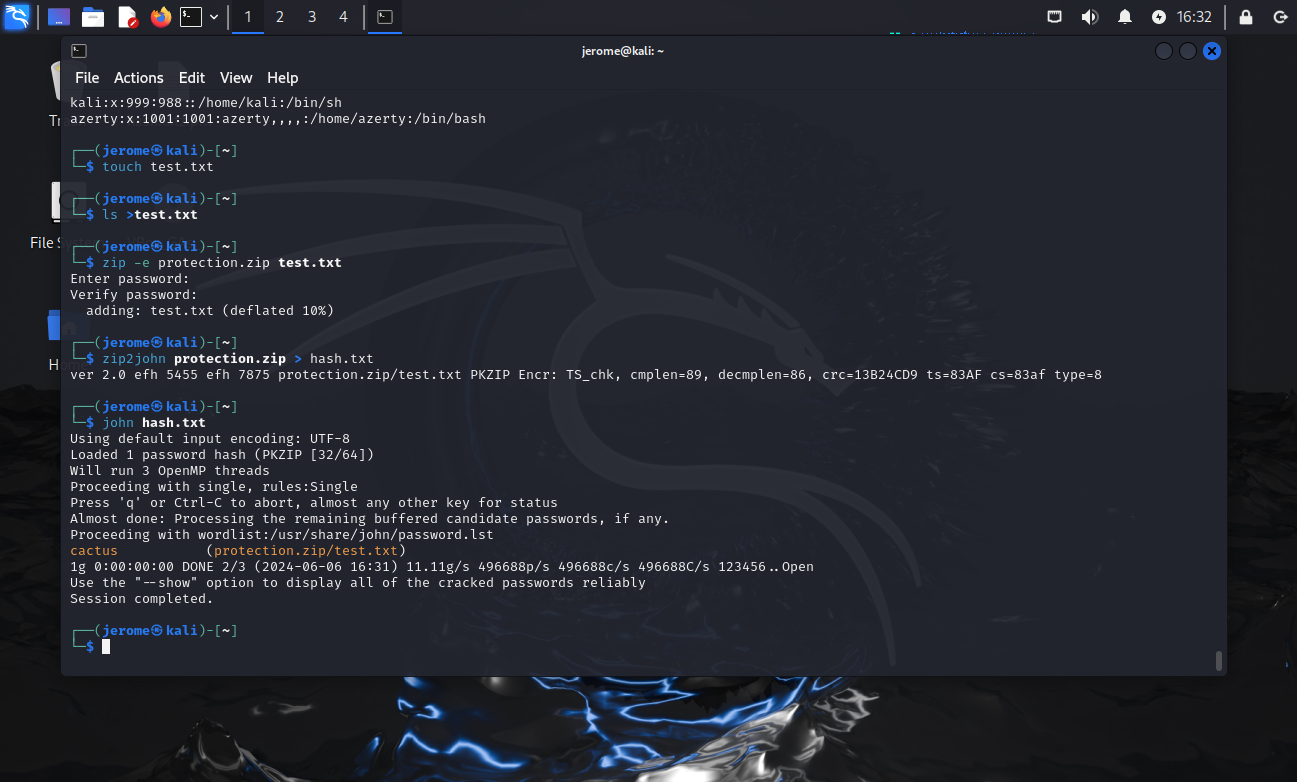 1 2 3 4 16:32
jerome@kali: ~
File Actions Edit View Help
kali:x:999:988::/home/kali:/bin/sh
azerty:x:1001:1001:azerty,,,,:/home/azerty:/bin/bash
┌──(jerome㉿kali)-[~]
└─$ touch test.txt
┌──(jerome㉿kali)-[~]
└─$ ls >test.txt
┌──(jerome㉿kali)-[~]
└─$ zip -e protection.zip test.txt
Enter password:
Verify password:
adding: test.txt (deflated 10%)
┌──(jerome㉿kali)-[~]
└─$ zip2john protection.zip > hash.txt
ver 2.0 efh 5455 efh 7875 protection.zip/test.txt PKZIP Encr: TS_chk, cmplen=89, decmplen=86, crc=13B24CD9 ts=83AF cs=83af type=8
┌──(jerome㉿kali)-[~]
└─$ john hash.txt
Using default input encoding: UTF-8
Loaded 1 password hash (PKZIP [32/64])
Will run 3 OpenMP threads
Proceeding with single, rules:Single
Press 'q' or Ctrl-C to abort, almost any other key for status
Almost done: Processing the remaining buffered candidate passwords, if any.
Proceeding with wordlist:/usr/share/john/password.lst
cactus (protection.zip/test.txt)
1g 0:00:00:00 DONE 2/3 (2024-06-06 16:31) 11.11g/s 496688p/s 496688c/s 496688C/s 123456..Open
Use the "--show" option to display all of the cracked passwords reliably
Session completed.
┌──(jerome㉿kali)-[~]
└─$
File